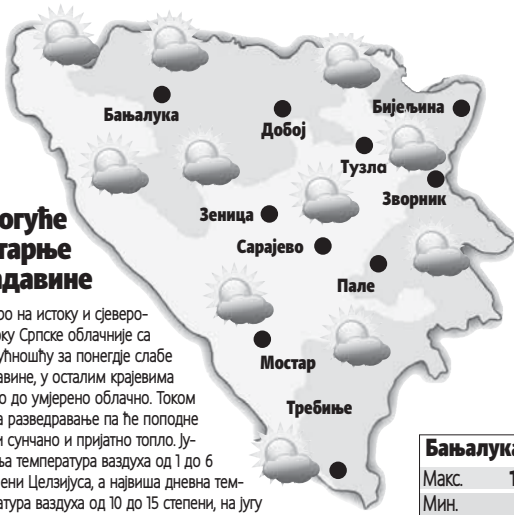 Бањалука
Добој
Бијељина
Тузла
Зворник
Зеница
Сарајево
Пале
Мостар
Требиње
огуће
тарње
адавине
ро на истоку и сјеверо-
оку Српске облачније са
ућношћу за понегдје слабе
авине, у осталим крајевима
о до умјерено облачно. Током
а разведравање па ће поподне
и сунчано и пријатно топло. Ју-
ња температура ваздуха од 1 до 6
ени Целзијуса, а највиша дневна тем-
атура ваздуха од 10 до 15 степени, на југу
Бањалука
Макс. 1
Мин.